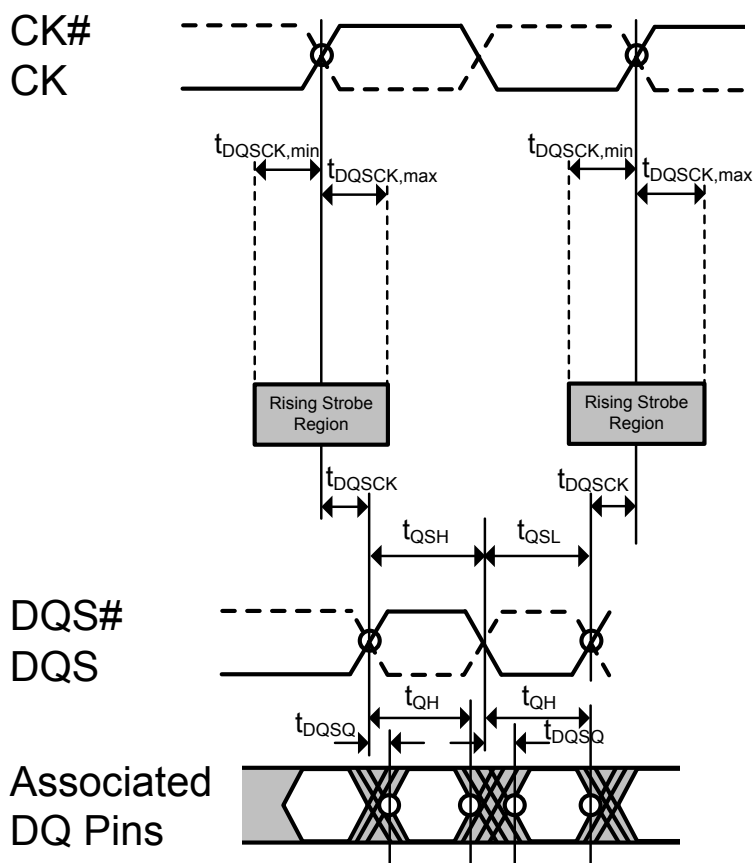 CK#
CK
tDQSCK,min
tDQSCK,max
tDQSCK,min
tDQSCK,max
Rising Strobe
Region
Rising Strobe
Region
tDQSCK
tDQSCK
tQSH
tQSL
DQS#
DQS
tQH
tQH
tDQSQ
tDQSQ
Associated
DQ Pins